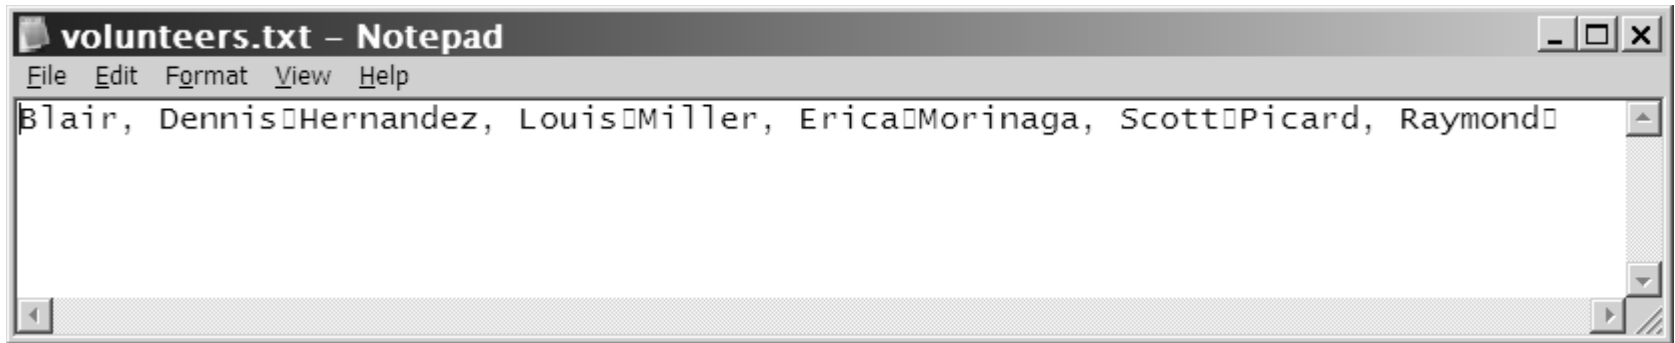 volunteers.txt – Notepad
File Edit Format View Help
Blair, Dennis▯Hernandez, Louis▯Miller, Erica▯Morinaga, Scott▯Picard, Raymond▯